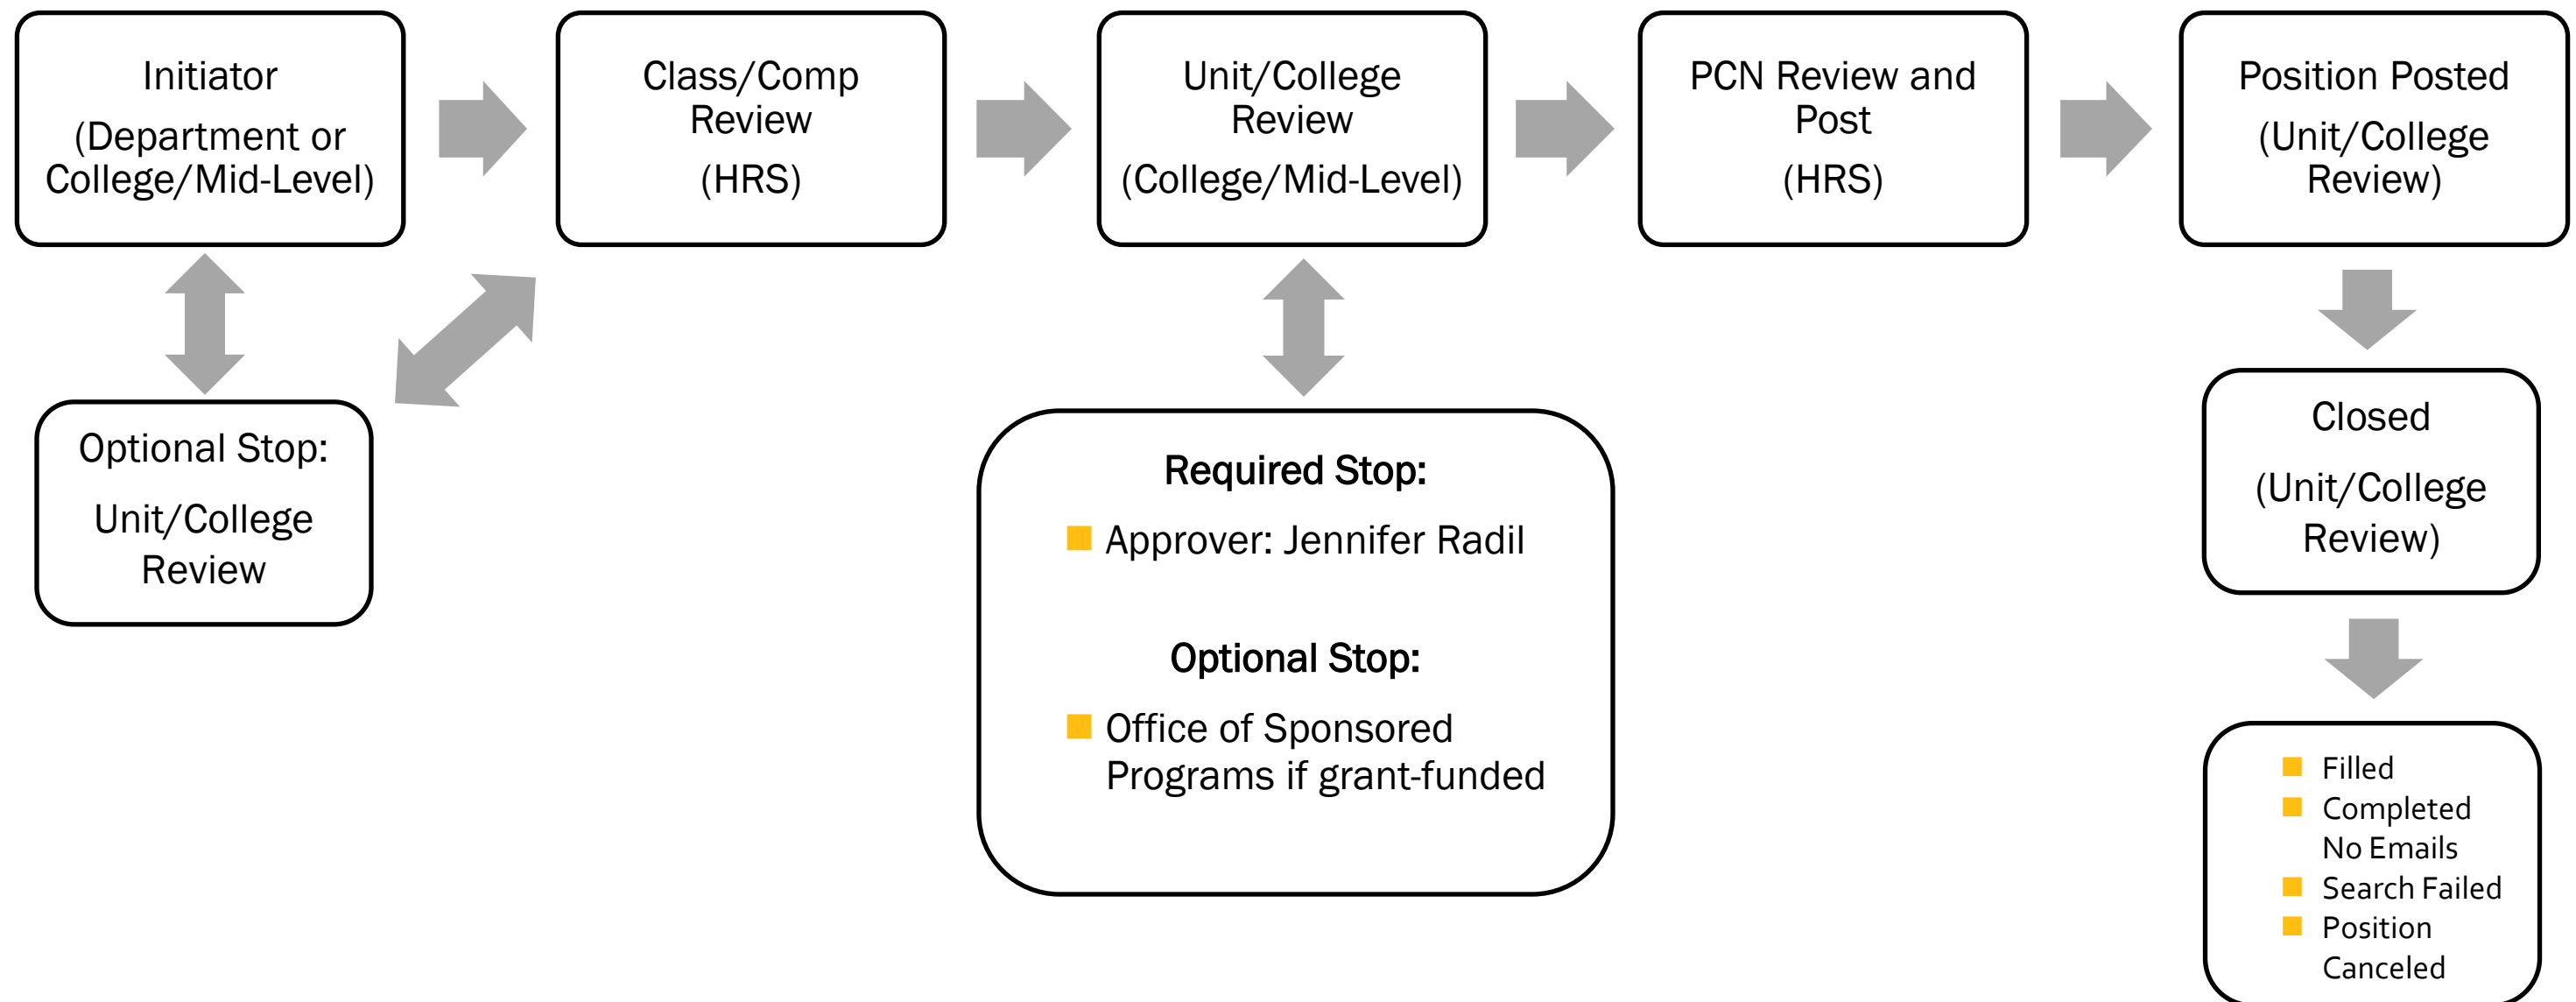 Initiator
(Department or
College/Mid-Level)
Class/Comp
Review
(HRS)
Unit/College
Review
(College/Mid-Level)
PCN Review and
Post
(HRS)
Position Posted
(Unit/College
Review)
Optional Stop:
Unit/College
Review
Required Stop:
Approver: Jennifer Radil
Optional Stop:
Office of Sponsored
Programs if grant-funded
Closed
(Unit/College
Review)
Filled
Completed
No Emails
Search Failed
Position
Canceled